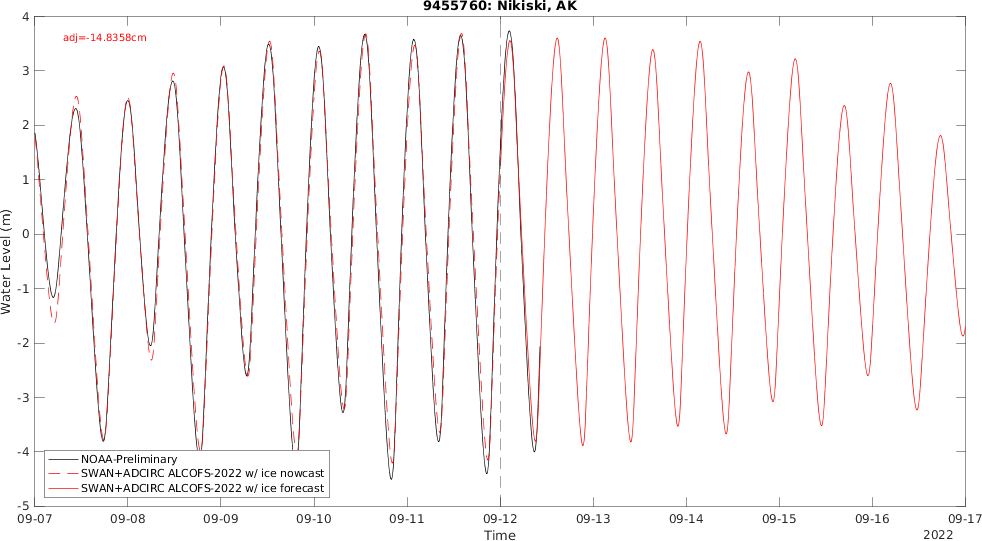 9455760: Nikiski, AK
adj=-14.8358cm
4
3
2
1
0
-1
-2
-3
-4
-5
Water Level (m)
NOAA-Preliminary
SWAN+ADCIRC ALCOFS-2022 w/ ice nowcast
SWAN+ADCIRC ALCOFS-2022 w/ ice forecast
09-07 09-08 09-09 09-10 09-11 09-12 09-13 09-14 09-15 09-16 09-17
Time
2022